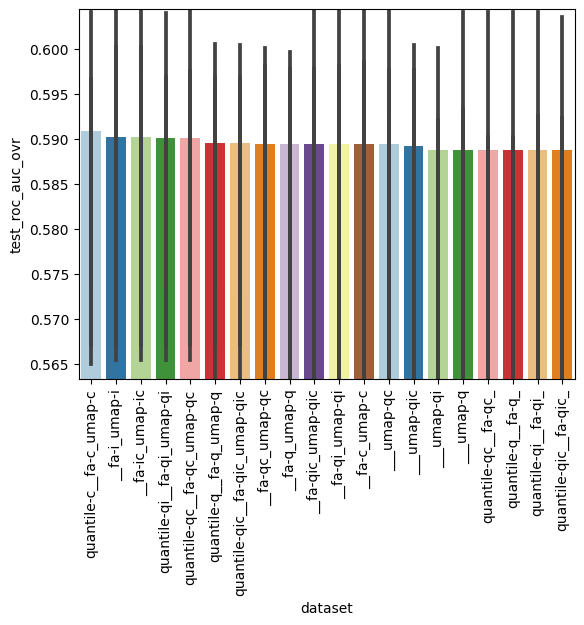 0.600
0.595
0.590
0.585
0.580
0.575
0.570
0.565
test_roc_auc_ovr
quantile-c__fa-c_umap-c
__fa-i_umap-i
__fa-ic_umap-ic
quantile-qi__fa-qi_umap-qi
quantile-qc__fa-qc_umap-qc
quantile-q__fa-q_umap-q
quantile-qic__fa-qic_umap-qic
__fa-qc_umap-qc
__fa-q_umap-q
__fa-qic_umap-qic
__fa-qi_umap-qi
__fa-c_umap-c
___umap-qc
___umap-qic
___umap-qi
___umap-q
quantile-qc__fa-qc_
quantile-q__fa-q_
quantile-qi__fa-qi_
quantile-qic__fa-qic_
dataset